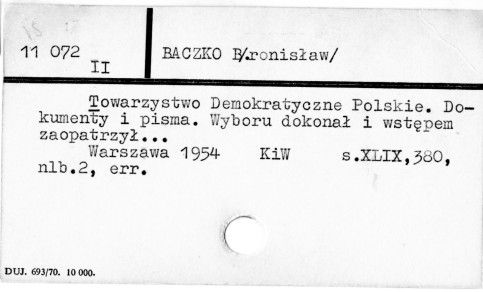 11 072
II
BACZKO B/ronisław/
Towarzystwo Demokratyczne Polskie. Do-
kumenty i pisma. Wyboru dokonał i wstępem
zaopatrzył...
Warszawa 1954 KiW s.XLIX,380,
nlb.2, err.
DUJ. 693/70. 10 000.